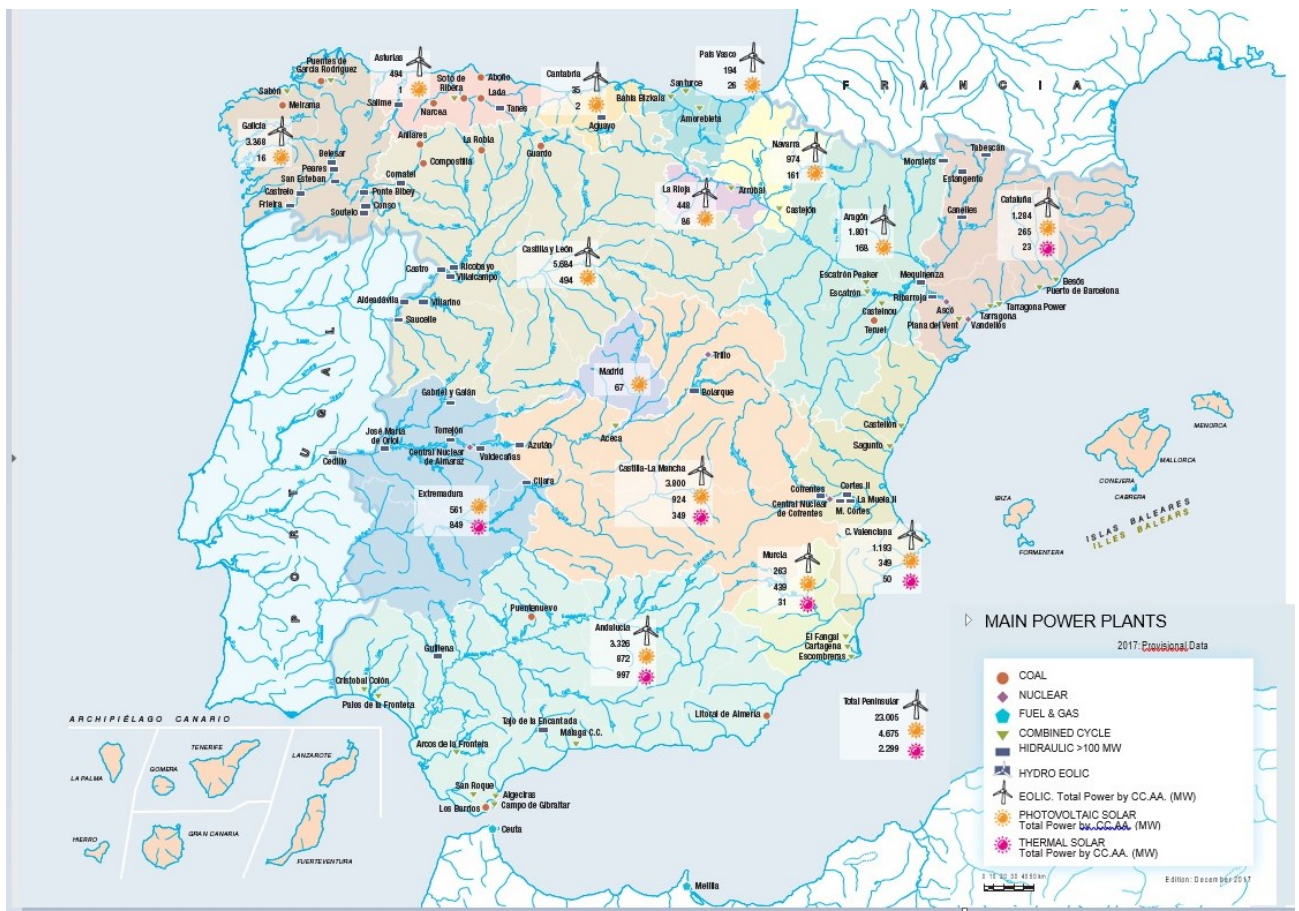 Puentes de
García Rodríguez
Sabón
Meirama
Galicia
3.368
16
Asturias
494
1
Soto de
Ribera
Aboño
Lada
Tanes
Salime
Narcea
Cantabria
35
2
Aguayo
País Vasco
194
26
Santurce
Bahía Bizkaia
Amorebieta
F R A N C I A
Navarra
974
161
La Rioja
448
86
Arrúbal
Castejón
Anllares
La Robla
Compostilla
Guardo
Belesar
Peares
San Esteban
Castrelo
Frieira
Cornatel
Ponte Bibey
Conso
Soutelo
Moralets
Tabescán
Estangento
Canelles
Cataluña
1.284
265
23
Aragón
1.801
168
Castilla y León
5.684
494
Castro
Ricobayo
Villalcampo
Aldeadávila
Villarino
Saucelle
Escatrón Peaker
Escatrón
Mequinenza
Ribarroja
Castelnou
Teruel
Ascó
Plana del Vent
Vandellós
Tarragona
Tarragona Power
Puerto de Barcelona
Besós
Madrid
67
Trillo
Bolarque
Aceca
Gabriel y Galán
Torrejón
José María
de Oriol
Cedillo
Central Nuclear
de Almaraz
Valdecañas
Azután
Cijara
Castilla-La Mancha
3.800
924
349
Castellón
Sagunto
Cofrentes
Cortes II
La Muela II
M. Cortes
Central Nuclear
de Cofrentes
Extremadura
561
849
C. Valenciana
1.193
349
50
Murcia
263
439
31
P O R T U G A L
MENORCA
MALLORCA
CONEJERA
CABRERA
IBIZA
FORMENTERA
ISLAS BALEARES
ILLES BALEARS
Puentenuevo
Guillena
Andalucía
3.326
872
997
El Fangal
Cartagena
Escombreras
Cristobal Colón
Palos de la Frontera
Tajo de la Encantada
Málaga C.C.
Arcos de la Frontera
Litoral de Almería
San Roque
Los Barrios
Algeciras
Campo de Gibraltar
Ceuta
Melilla
Total Peninsular
23.005
4.675
2.299
ARCHIPIÉLAGO CANARIO
LA PALMA
GOMERA
TENERIFE
LANZAROTE
HIERRO
GRAN CANARIA
FUERTEVENTURA
MAIN POWER PLANTS
2017: Provisional Data
COAL
NUCLEAR
FUEL & GAS
COMBINED CYCLE
HIDRAULIC >100 MW
HYDRO EOLIC
EOLIC. Total Power by CC.AA. (MW)
PHOTOVOLTAIC SOLAR
Total Power by CC.AA. (MW)
THERMAL SOLAR
Total Power by CC.AA. (MW)
0 10 20 30 40 50 km
Edition: December 2017